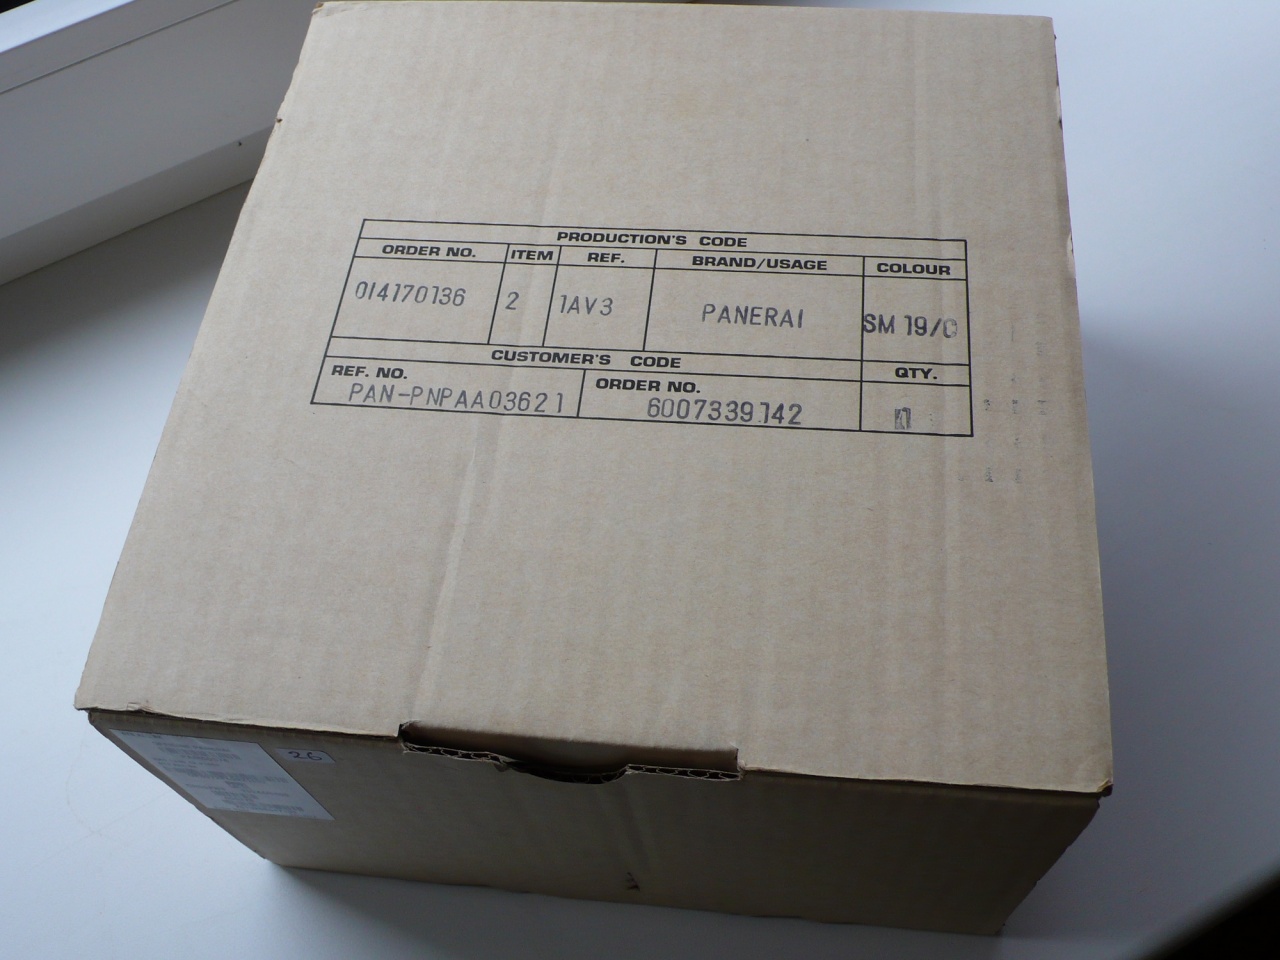 PRODUCTION'S CODE
ORDER NO. ITEM REF. BRAND/USAGE COLOUR
014170136 2 1AV3 PANERAI SM 19/C
CUSTOMER'S CODE
REF. NO. ORDER NO. QTY.
PAN-PNPAA03621 6007339142 1
26